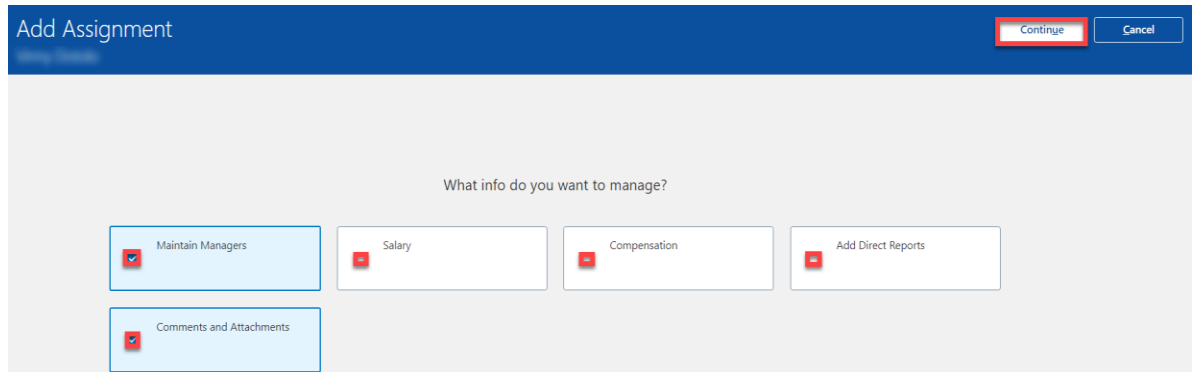 Add Assignment
Continue
Cancel
What info do you want to manage?
Maintain Managers
Salary
Compensation
Add Direct Reports
Comments and Attachments